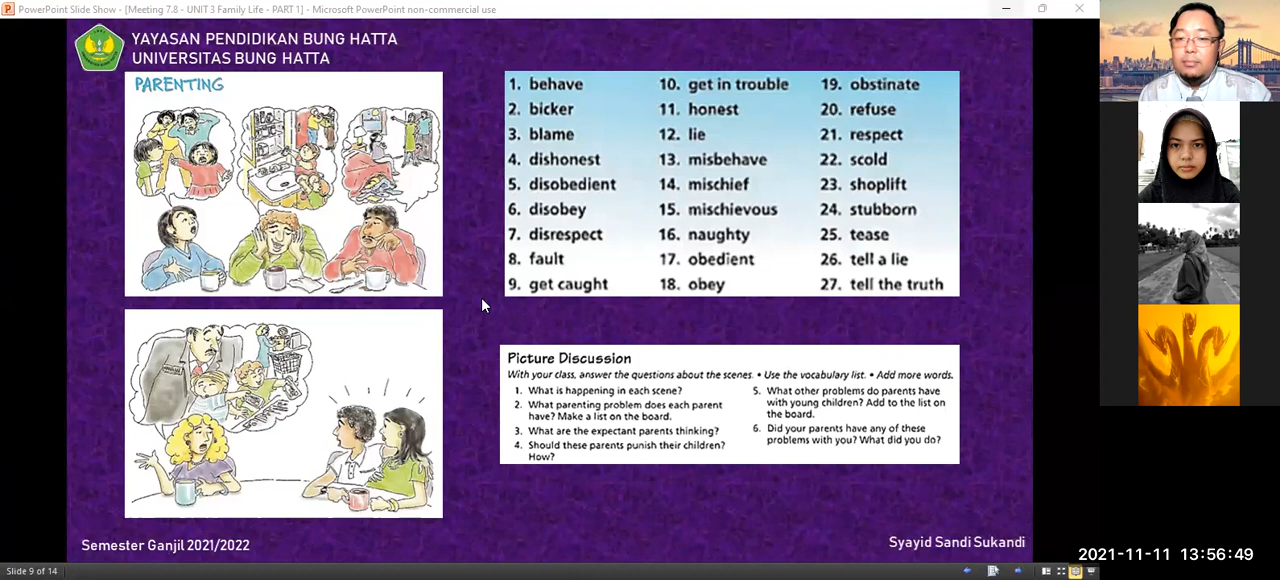 PowerPoint Slide Show - [Meeting 7.8 - UNIT 3 Family Life - PART 1] - Microsoft PowerPoint non-commercial use
YAYASAN PENDIDIKAN BUNG HATTA
UNIVERSITAS BUNG HATTA
PARENTING
1. behave
2. bicker
3. blame
4. dishonest
5. disobedient
6. disobey
7. disrespect
8. fault
9. get caught
10. get in trouble
11. honest
12. lie
13. misbehave
14. mischief
15. mischievous
16. naughty
17. obedient
18. obey
19. obstinate
20. refuse
21. respect
22. scold
23. shoplift
24. stubborn
25. tease
26. tell a lie
27. tell the truth
Picture Discussion
With your class, answer the questions about the scenes. • Use the vocabulary list. • Add more words.
1. What is happening in each scene?
2. What parenting problem does each parent
have? Make a list on the board.
3. What are the expectant parents thinking?
4. Should these parents punish their children?
How?
5. What other problems do parents have
with young children? Add to the list on
the board.
6. Did your parents have any of these
problems with you? What did you do?
Semester Ganjil 2021/2022
Syayid Sandi Sukandi
2021-11-11 13:56:49
Slide 9 of 14